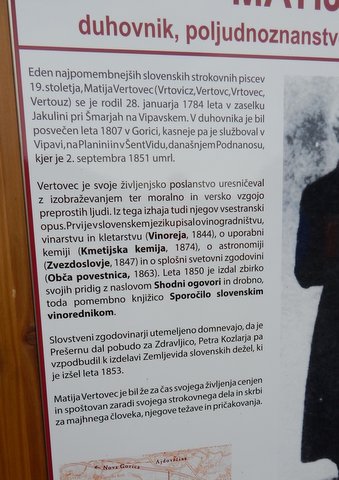 duhovnik, poljudnoznanstv
Eden najpomembnejših slovenskih strokovnih piscev
19. stoletja, Matija Vertovec (Vrtovicz, Vertovc, Vrtovec,
Vertouz) se je rodil 28. januarja 1784 leta v zaselku
Jakulini pri Šmarjah na Vipavskem. V duhovnika je bil
posvečen leta 1807 v Gorici, kasneje pa je služboval v
Vipavi, na Planini in v Šent Vidu, današnjem Podnanosu,
kjer je 2. septembra 1851 umrl.
Vertovec je svoje življenjsko poslanstvo uresničeval
z izobraževanjem ter moralno in versko vzgojo
preprostih ljudi. Iz tega izhaja tudi njegov vsestranski
opus. Prvi je v slovenskem jeziku pisal o vinogradništvu,
vinarstvu in kletarstvu (Vinoreja, 1844), o uporabni
kemiji (Kmetijska kemija, 1874), o astronomiji
(Zvezdoslovje, 1847) in o splošni svetovni zgodovini
(Obča povestnica, 1863). Leta 1850 je izdal zbirko
svojih pridig z naslovom Shodni ogovori in drobno,
toda pomembno knjižico Sporočilo slovenskim
vinorednikom.
Slovstveni zgodovinarji utemeljeno domnevajo, da je
Prešernu dal pobudo za Zdravljico, Petra Kozlarja pa
vzpodbudil k izdelavi Zemljevida slovenskih dežel, ki
je izšel leta 1853.
Matija Vertovec je bil že za čas svojega življenja cenjen
in spoštovan zaradi svojega strokovnega dela in skrbi
za majhnega človeka, njegove težave in pričakovanja.
Nova Gorica
Ajdovščina